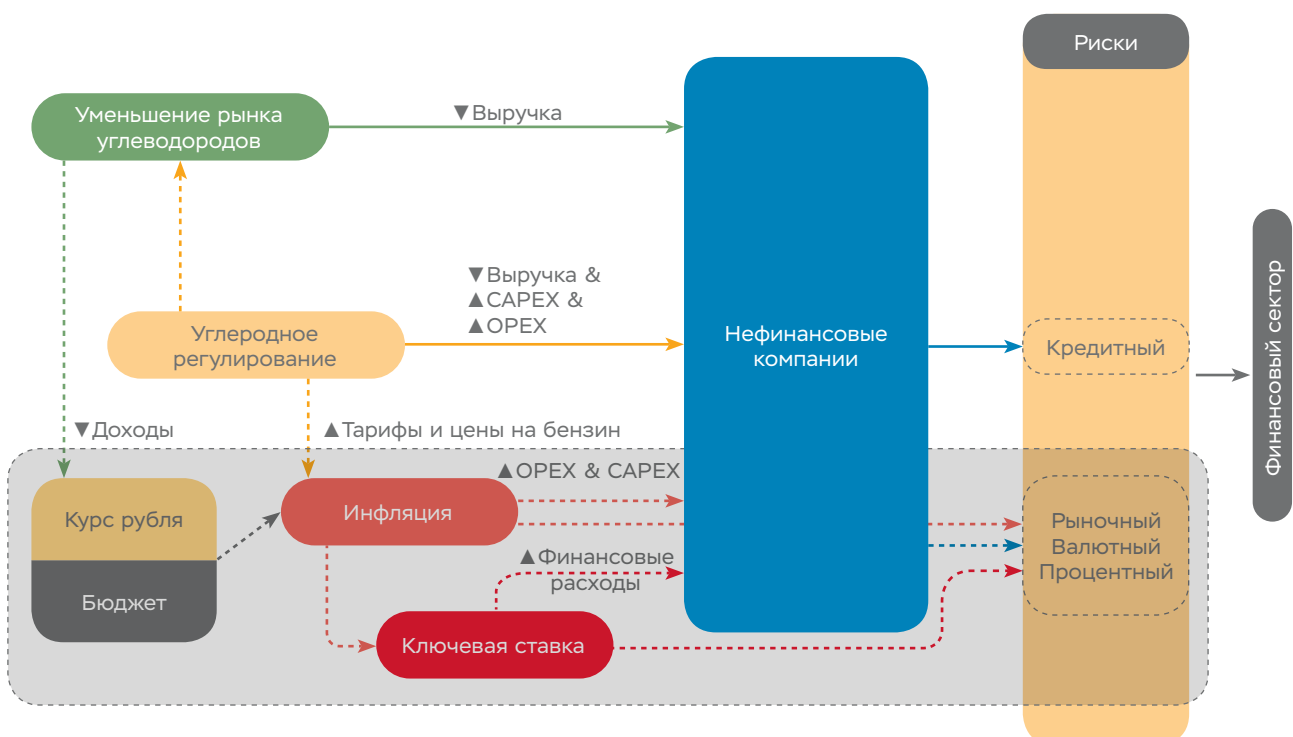 Риски
Уменьшение рынка
углеводородов
▼Выручка
▼Выручка &
▲CAPEX &
▲OPEX
Углеродное
регулирование
Нефинансовые
компании
Кредитный
Финансовый сектор
▼Доходы
▲Тарифы и цены на бензин
▲OPEX & CAPEX
Курс рубля
Инфляция
Рыночный
Валютный
Процентный
▲Финансовые
расходы
Бюджет
Ключевая ставка